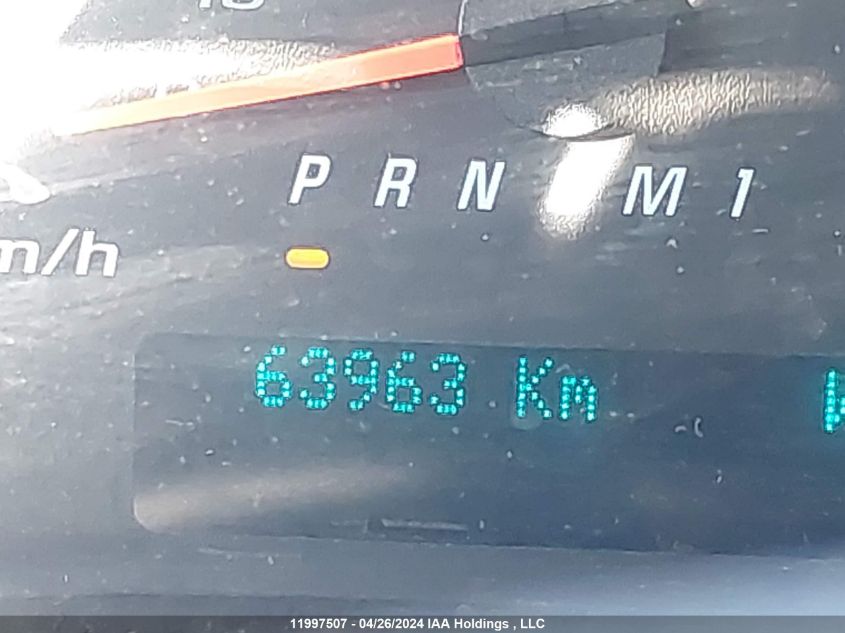 P R N M 1
m/h
63963 Km
11997507 - 04/26/2024 IAA Holdings , LLC